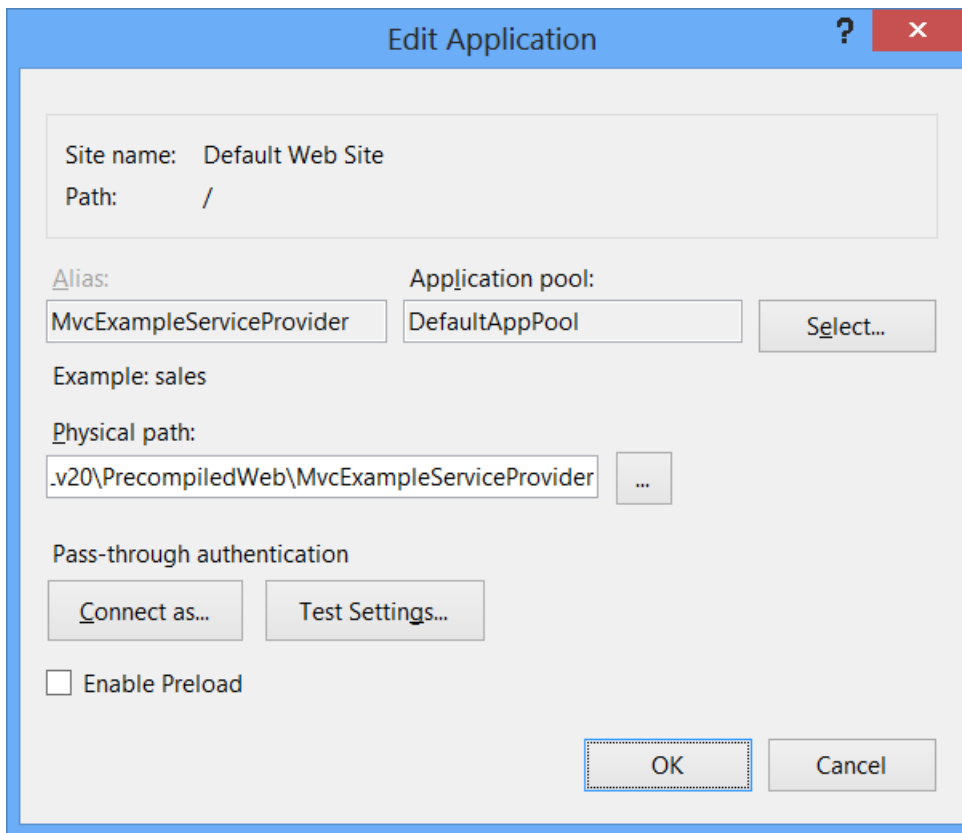 Edit Application
?
Site name: Default Web Site
Path: /
Alias:
Application pool:
MvcExampleServiceProvider
DefaultAppPool
Select...
Example: sales
Physical path:
.v20\PrecompiledWeb\MvcExampleServiceProvider
...
Pass-through authentication
Connect as...
Test Settings...
Enable Preload
OK
Cancel